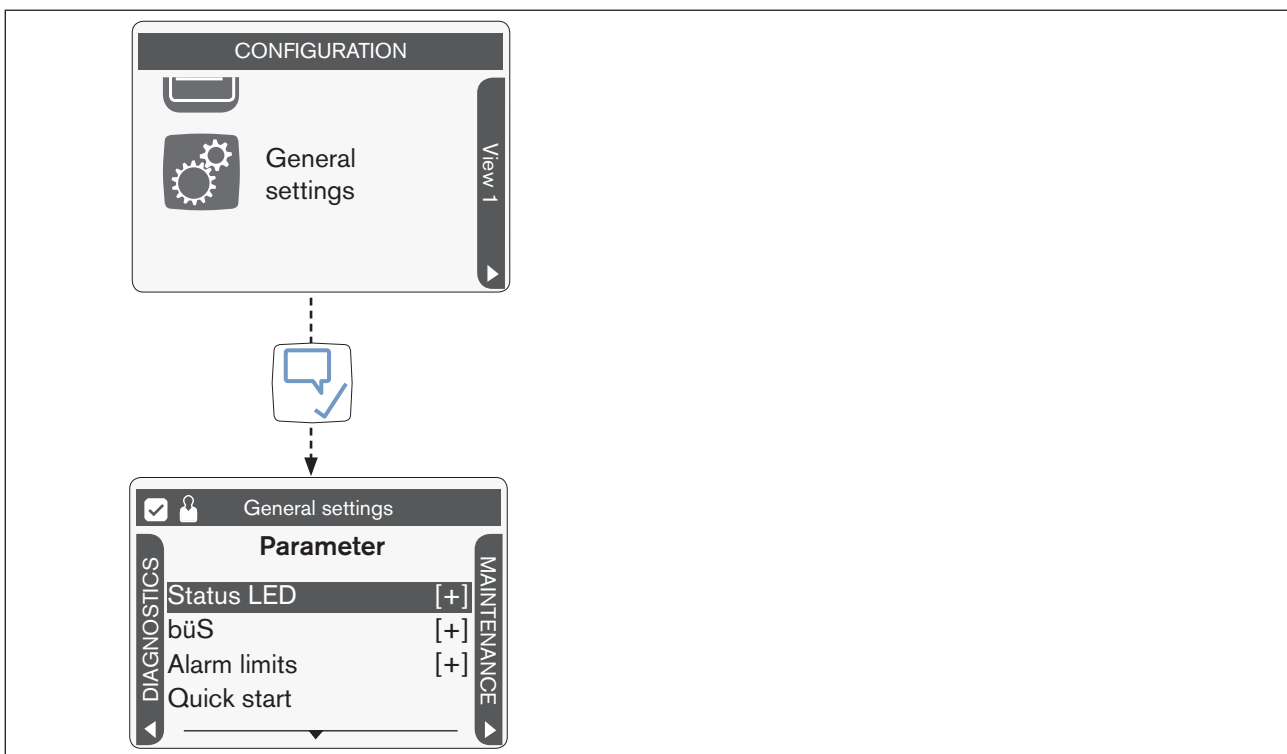 CONFIGURATION
General
settings
View 1
General settings
Parameter
DIAGNOSTICS
Status LED [+]
büS [+]
Alarm limits [+]
Quick start
MAINTENANCE